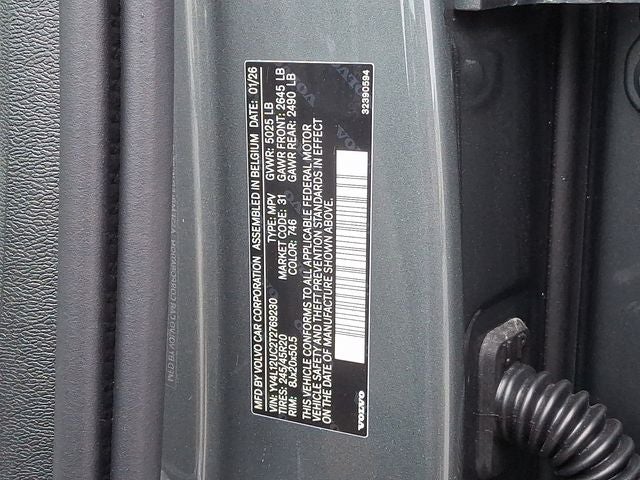 MFD BY VOLVO CAR CORPORATION ASSEMBLED IN BELGIUM DATE: 01/26
VIN: YV4L12UC2T2769230 TYPE: MPV GVWR: 5025 LB
TIRES: 245/45R20 MARKET CODE: 31 GAWR FRONT: 2645 LB
RIM: 8Jx20x50.5 COLOR: 746 GAWR REAR: 2490 LB
THIS VEHICLE CONFORMS TO ALL APPLICABLE FEDERAL MOTOR
VEHICLE SAFETY AND THEFT PREVENTION STANDARDS IN EFFECT
ON THE DATE OF MANUFACTURE SHOWN ABOVE.
VOLVO
32390594